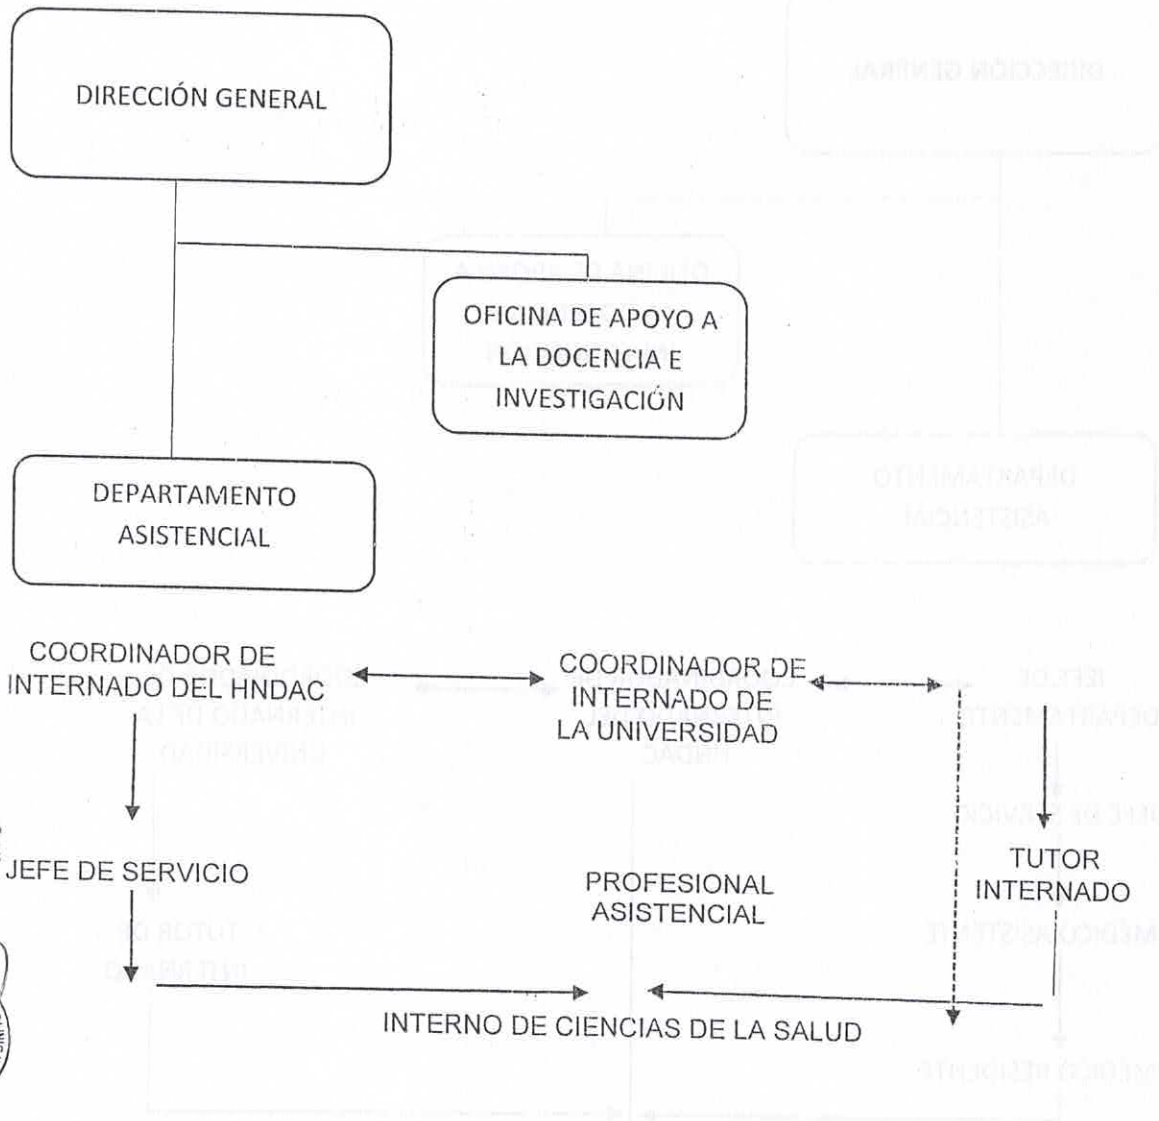 DIRECCIÓN GENERAL
OFICINA DE APOYO A
LA DOCENCIA E
INVESTIGACIÓN
DEPARTAMENTO
ASISTENCIAL
COORDINADOR DE
INTERNADO DEL HNDAC
COORDINADOR DE
INTERNADO DE
LA UNIVERSIDAD
JEFE DE SERVICIO
PROFESIONAL
ASISTENCIAL
TUTOR
INTERNADO
INTERNO DE CIENCIAS DE LA SALUD